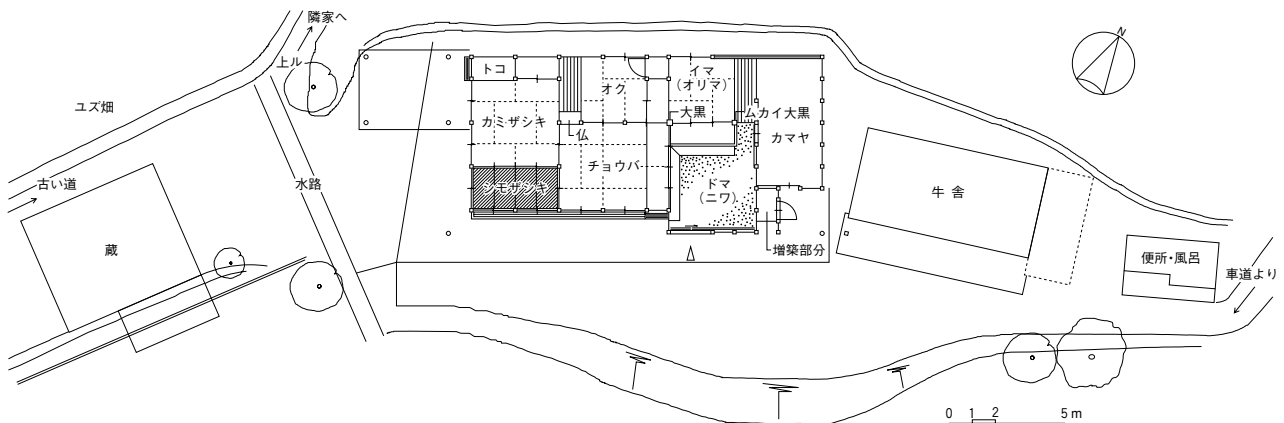 隣家へ
上ル
N
ユズ畑
トコ
オク
イマ
(オリマ)
大黒
ムカイ大黒
カミザシキ
仏
カマヤ
チョウバ
古い道
水路
シモザシキ
ドマ
(ニワ)
牛舎
蔵
増築部分
便所・風呂
車道より
0 1 2 5m